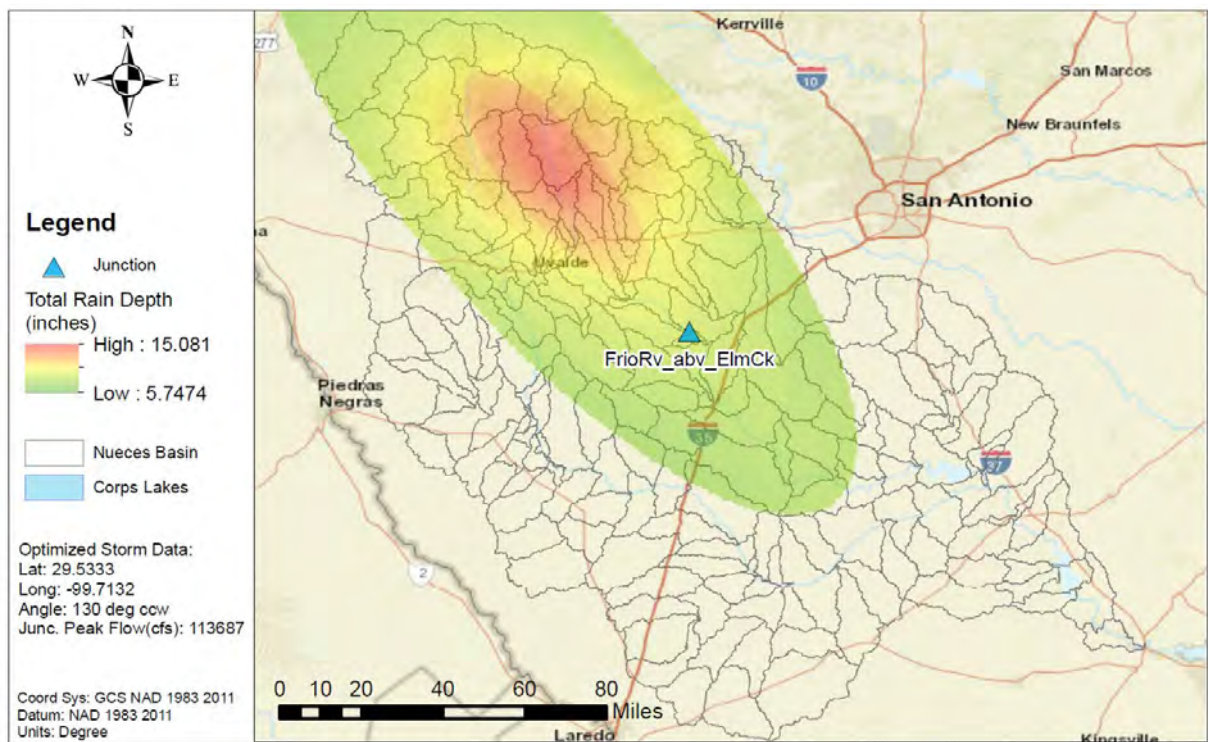 N
W E
S
Legend
Junction
Total Rain Depth
(inches)
High : 15.081
Low : 5.7474
Nueces Basin
Corps Lakes
Optimized Storm Data:
Lat: 29.5333
Long: -99.7132
Angle: 130 deg ccw
Junc. Peak Flow(cfs): 113687
Coord Sys: GCS NAD 1983 2011
Datum: NAD 1983 2011
Units: Degree
277
Kerrville
10
San Marcos
New Braunfels
San Antonio
na
Uvalde
FrioRv_abv_ElmCk
Piedras
Negras
35
37
2
0 10 20 40 60 80
Miles
Laredo
Kingsville